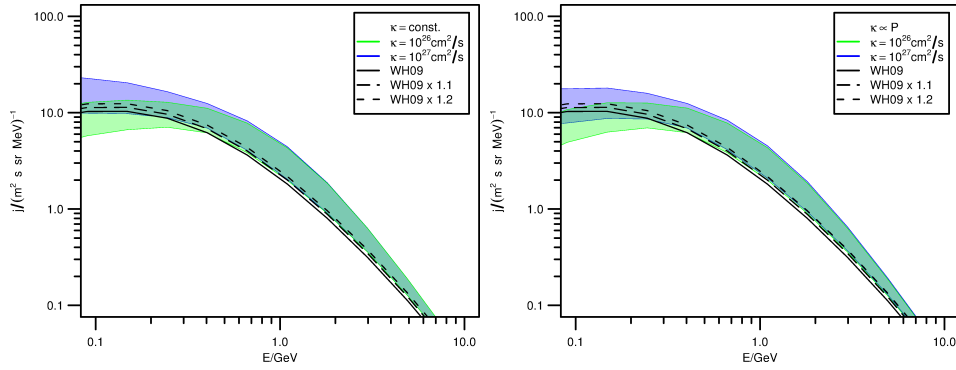 κ = const.
κ = 10²⁶cm²/s
κ = 10²⁷cm²/s
WH09
WH09 x 1.1
WH09 x 1.2
100.0
10.0
1.0
0.1
j/(m² s sr MeV)⁻¹
0.1 1.0 10.0
E/GeV
κ ∝ P
κ = 10²⁶cm²/s
κ = 10²⁷cm²/s
WH09
WH09 x 1.1
WH09 x 1.2
100.0
10.0
1.0
0.1
j/(m² s sr MeV)⁻¹
0.1 1.0 10.0
E/GeV